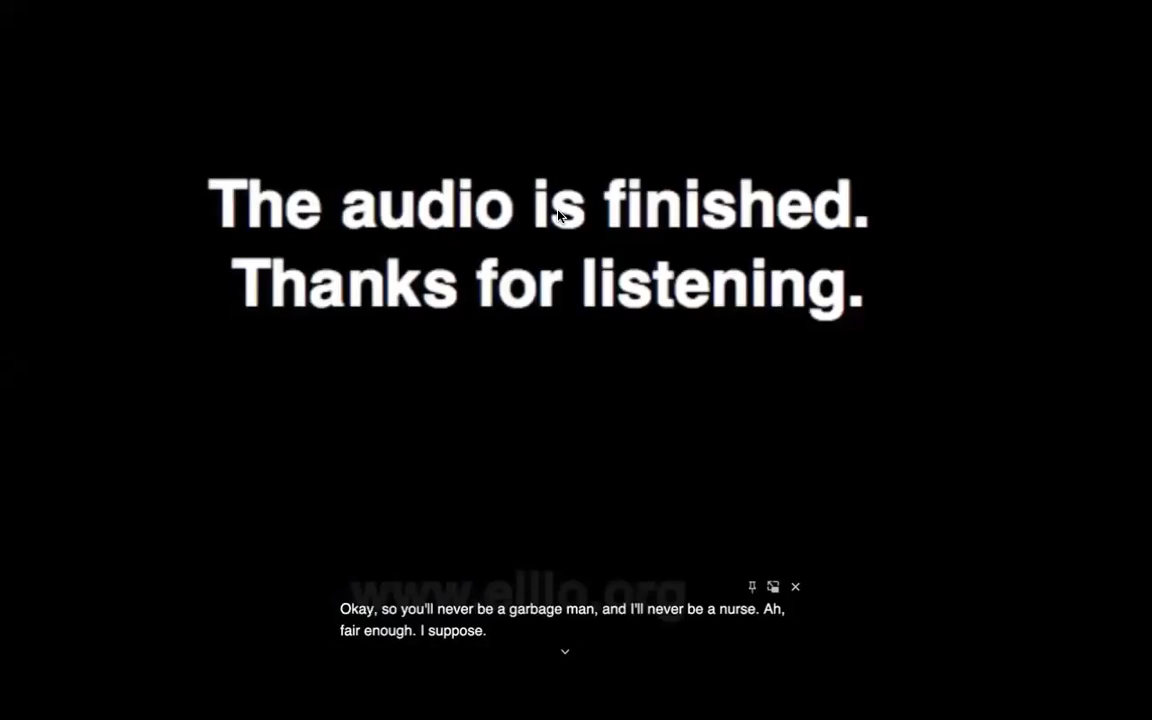 The audio is finished.
Thanks for listening.
www.elllo.org
Okay, so you'll never be a garbage man, and I'll never be a nurse. Ah,
fair enough. I suppose.